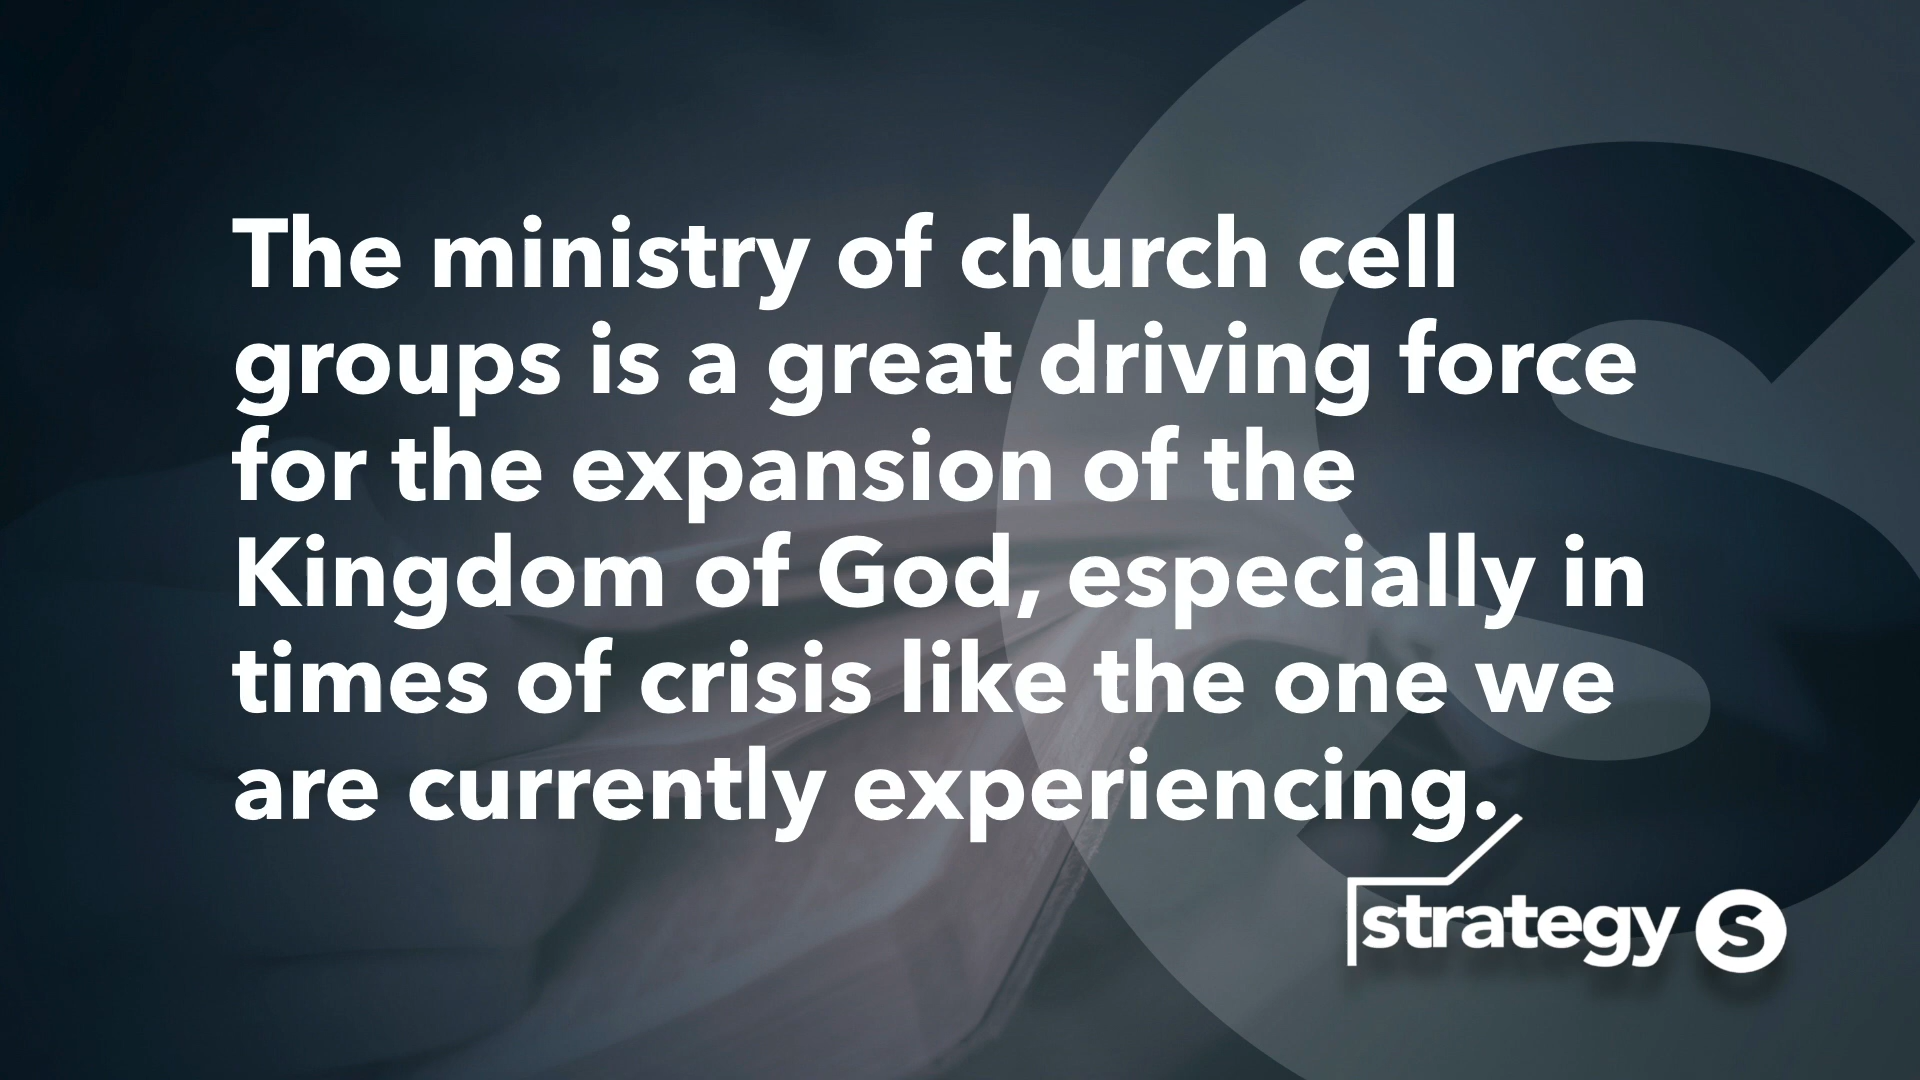 The ministry of church cell
groups is a great driving force
for the expansion of the
Kingdom of God, especially in
times of crisis like the one we
are currently experiencing.
strategy S